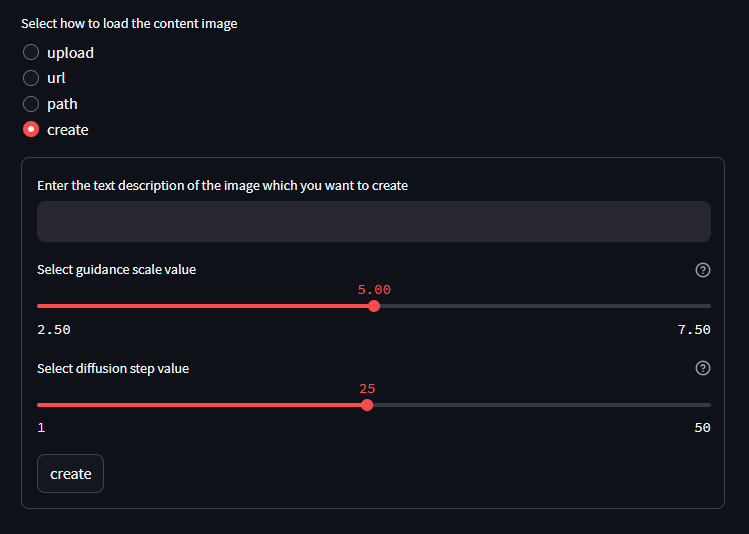 Select how to load the content image
upload
url
path
create
Enter the text description of the image which you want to create
Select guidance scale value
?
5.00
2.50 7.50
Select diffusion step value
?
25
1 50
create